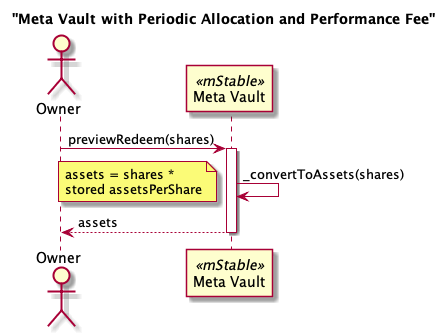 "Meta Vault with Periodic Allocation and Performance Fee"
Owner
«mStable»
Meta Vault
previewRedeem(shares)
assets = shares *
stored assetsPerShare
_convertToAssets(shares)
assets
Owner
«mStable»
Meta Vault